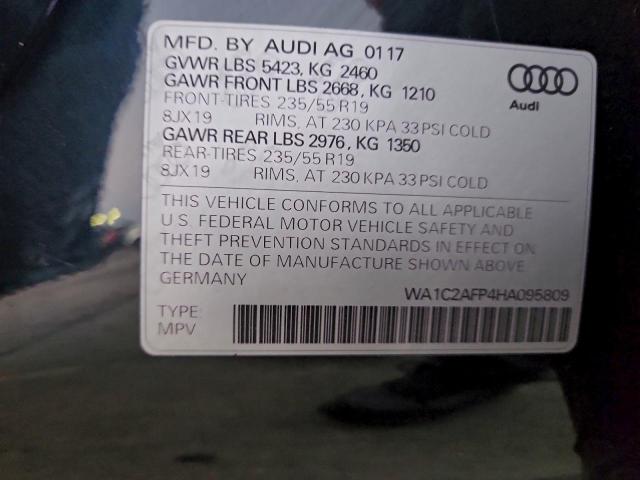 MFD. BY AUDI AG 01 17
GVWR LBS 5423, KG 2460
GAWR FRONT LBS 2668, KG 1210
FRONT-TIRES 235/55 R19
8JX19 RIMS, AT 230 KPA 33 PSI COLD
GAWR REAR LBS 2976, KG 1350
REAR-TIRES 235/55 R19
8JX19 RIMS, AT 230 KPA 33 PSI COLD
Audi
THIS VEHICLE CONFORMS TO ALL APPLICABLE
U.S. FEDERAL MOTOR VEHICLE SAFETY AND
THEFT PREVENTION STANDARDS IN EFFECT ON
THE DATE OF MANUFACTURE SHOWN ABOVE
GERMANY
WA1C2AFP4HA095809
TYPE:
MPV